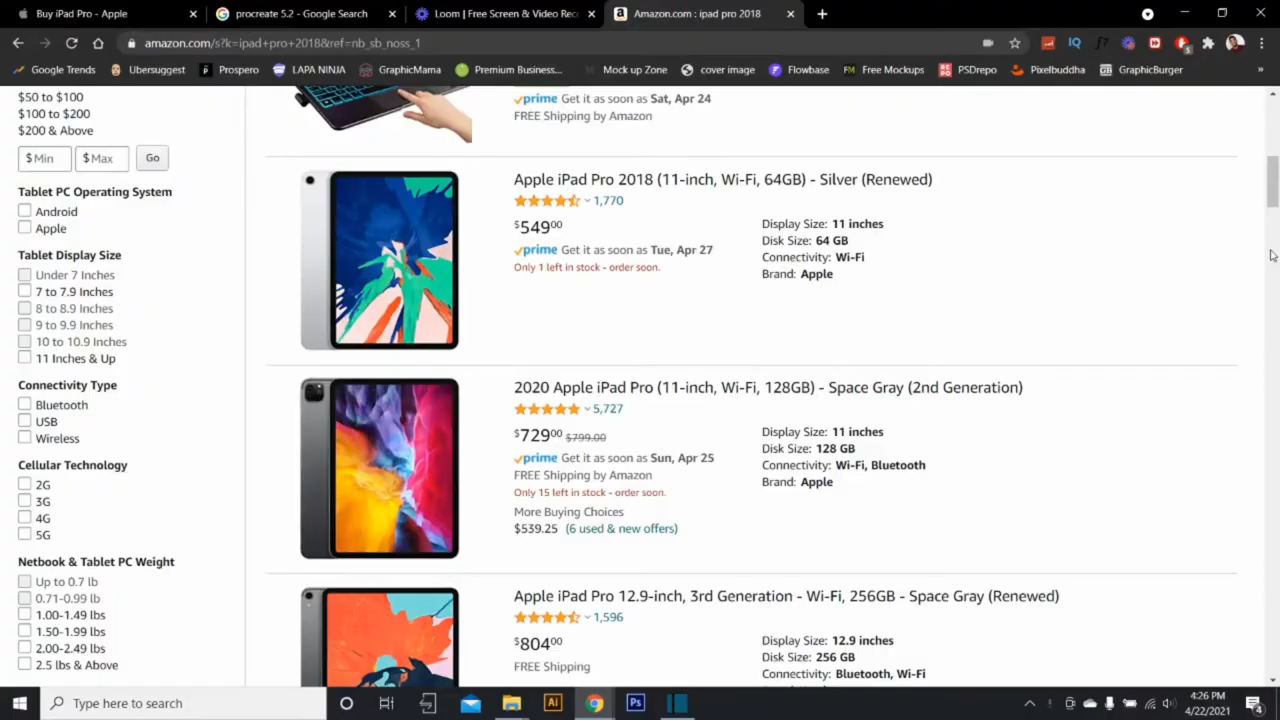 Buy iPad Pro - Apple
procreate 5.2 - Google Search
Loom | Free Screen & Video Rec
Amazon.com : ipad pro 2018
amazon.com/s?k=ipad+pro+2018&ref=nb_sb_noss_1
Google Trends
Ubersuggest
Prospero
LAPA NINJA
GraphicMama
Premium Business...
Mock up Zone
cover image
Flowbase
Free Mockups
PSDrepo
Pixelbuddha
GraphicBurger
$50 to $100
$100 to $200
$200 & Above
$ Min
$ Max
Go
Tablet PC Operating System
Android
Apple
Tablet Display Size
Under 7 Inches
7 to 7.9 Inches
8 to 8.9 Inches
9 to 9.9 Inches
10 to 10.9 Inches
11 Inches & Up
Connectivity Type
Bluetooth
USB
Wireless
Cellular Technology
2G
3G
4G
5G
Netbook & Tablet PC Weight
Up to 0.7 lb
0.71-0.99 lb
1.00-1.49 lbs
1.50-1.99 lbs
2.00-2.49 lbs
2.5 lbs & Above
prime Get it as soon as Sat, Apr 24
FREE Shipping by Amazon
Apple iPad Pro 2018 (11-inch, Wi-Fi, 64GB) - Silver (Renewed)
1,770
$54900
prime Get it as soon as Tue, Apr 27
Only 1 left in stock - order soon.
Display Size: 11 inches
Disk Size: 64 GB
Connectivity: Wi-Fi
Brand: Apple
2020 Apple iPad Pro (11-inch, Wi-Fi, 128GB) - Space Gray (2nd Generation)
5,727
$72900 $799.00
prime Get it as soon as Sun, Apr 25
FREE Shipping by Amazon
Only 15 left in stock - order soon.
More Buying Choices
$539.25 (6 used & new offers)
Display Size: 11 inches
Disk Size: 128 GB
Connectivity: Wi-Fi, Bluetooth
Brand: Apple
Apple iPad Pro 12.9-inch, 3rd Generation - Wi-Fi, 256GB - Space Gray (Renewed)
1,596
$80400
FREE Shipping
Display Size: 12.9 inches
Disk Size: 256 GB
Connectivity: Bluetooth, Wi-Fi
Type here to search
Ai
Ps
4:26 PM
4/22/2021
4